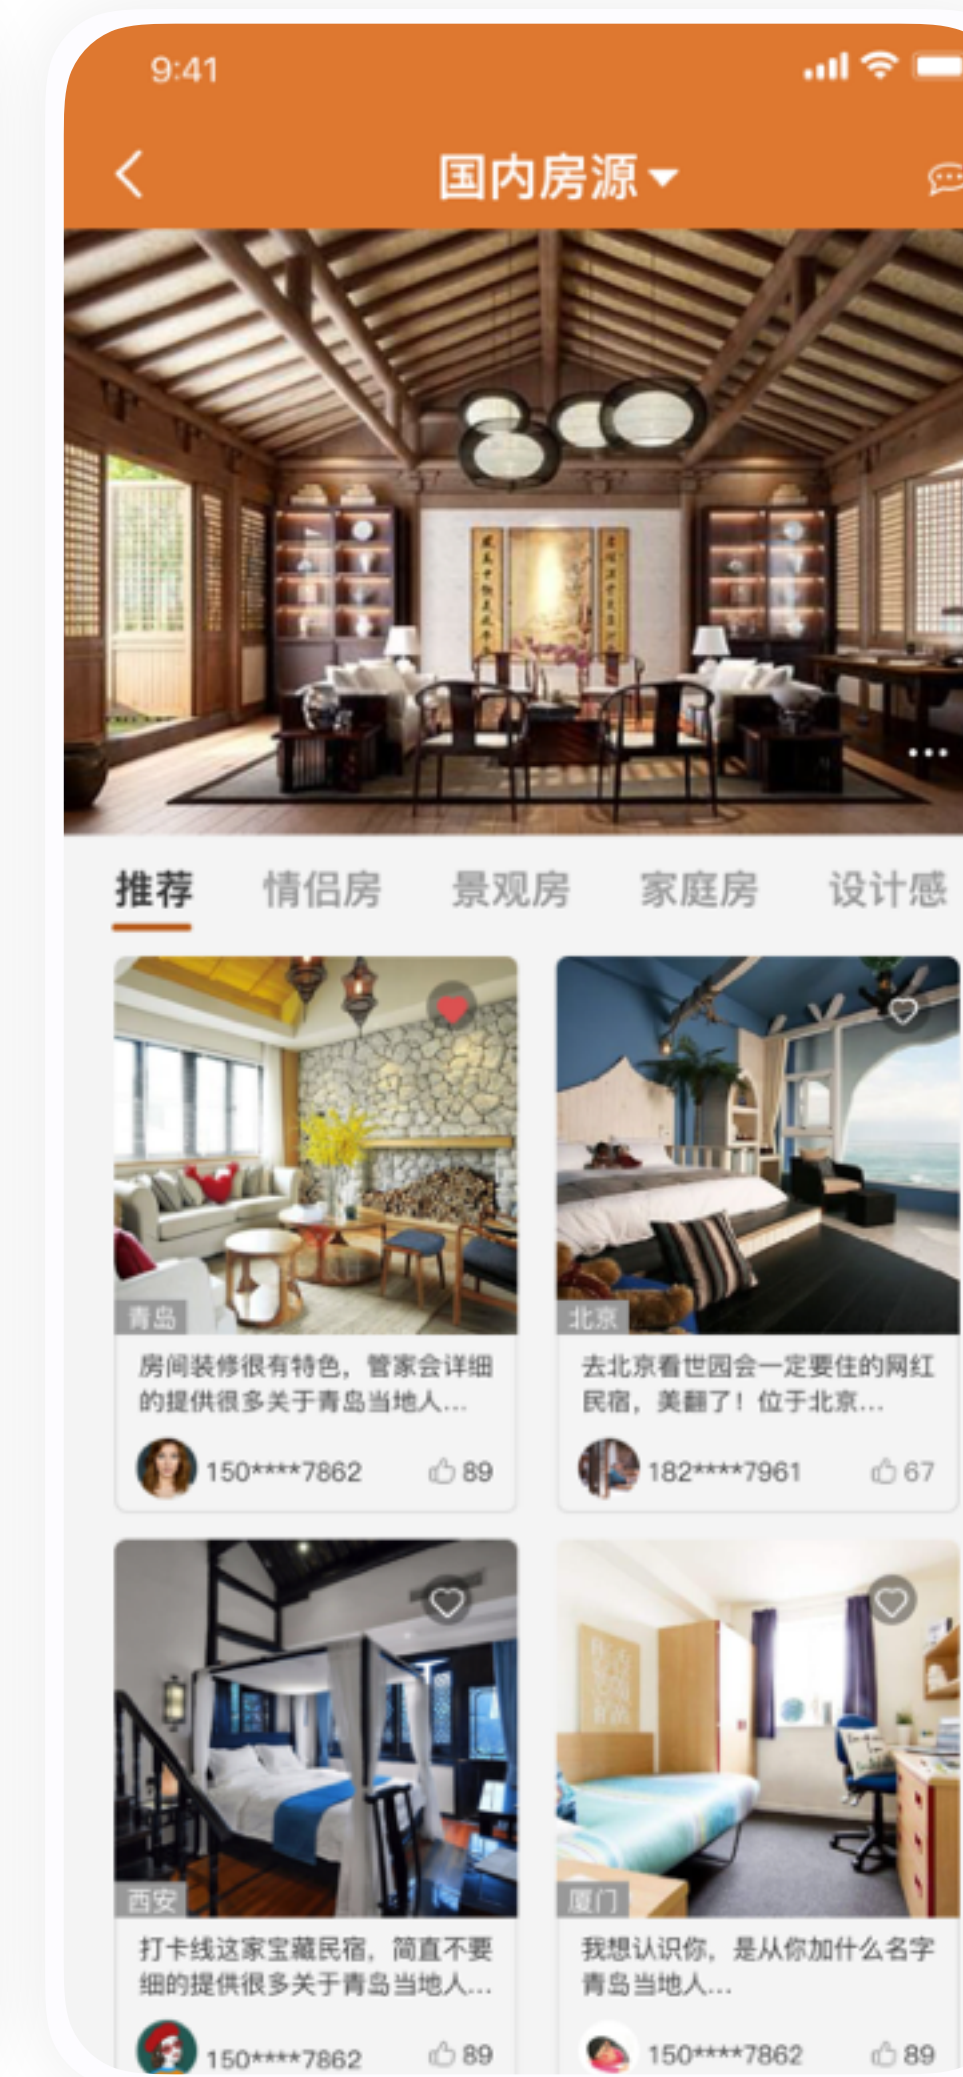 9:41
国内房源
推荐 情侣房 景观房 家庭房 设计感
青岛
房间装修很有特色，管家会详细
的提供很多关于青岛当地人...
150****7862 89
北京
去北京看世园会一定要住的网红
民宿，美翻了！位于北京...
182****7961 67
西安
打卡线这家宝藏民宿，简直不要
细的提供很多关于青岛当地人...
150****7862 89
厦门
我想认识你，是从你加什么名字
青岛当地人...
150****7862 89